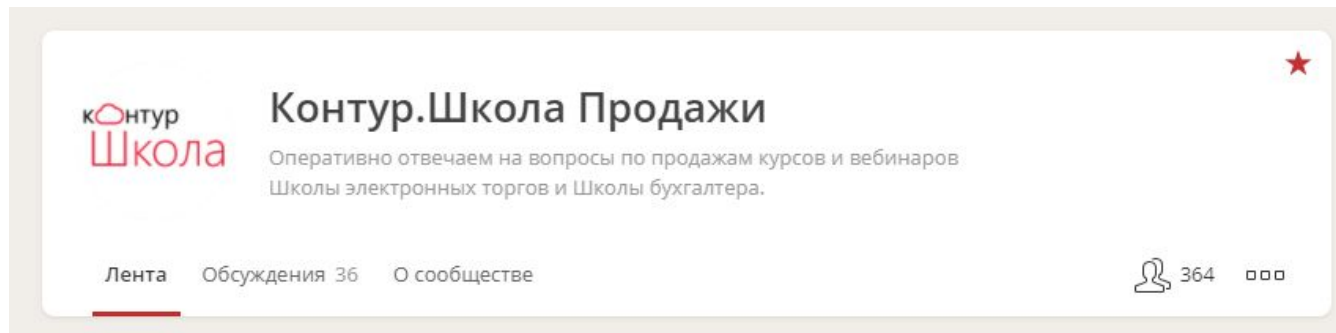 контур
Школа
Контур.Школа Продажи
Оперативно отвечаем на вопросы по продажам курсов и вебинаров
Школы электронных торгов и Школы бухгалтера.
Лента Обсуждения 36 О сообществе 364